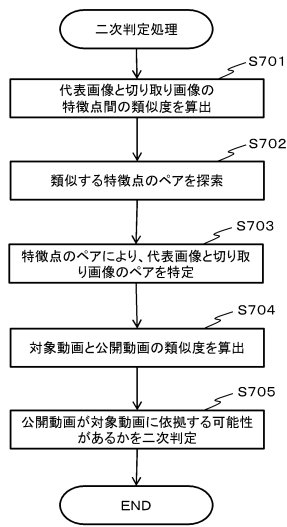 二次判定処理
S701
代表画像と切り取り画像の
特徴点間の類似度を算出
S702
類似する特徴点のペアを探索
S703
特徴点のペアにより、代表画像と切り取
り画像のペアを特定
S704
対象動画と公開動画の類似度を算出
S705
公開動画が対象動画に依拠する可能性
があるかを二次判定
END